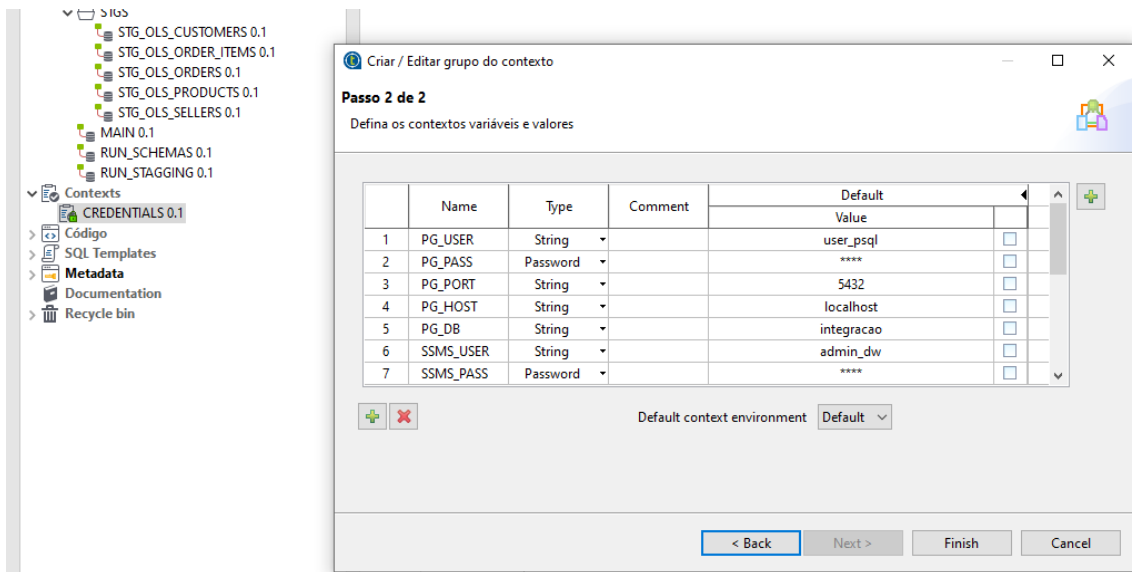 STGS
STG_OLS_CUSTOMERS 0.1
STG_OLS_ORDER_ITEMS 0.1
STG_OLS_ORDERS 0.1
STG_OLS_PRODUCTS 0.1
STG_OLS_SELLERS 0.1
MAIN 0.1
RUN_SCHEMAS 0.1
RUN_STAGGING 0.1
Contexts
CREDENTIALS 0.1
Código
SQL Templates
Metadata
Documentation
Recycle bin
Criar / Editar grupo do contexto
Passo 2 de 2
Defina os contextos variáveis e valores
Name Type Comment Default
Value
1 PG_USER String user_psql
2 PG_PASS Password ****
3 PG_PORT String 5432
4 PG_HOST String localhost
5 PG_DB String integracao
6 SSMS_USER String admin_dw
7 SSMS_PASS Password ****
Default context environment Default
< Back Next > Finish Cancel